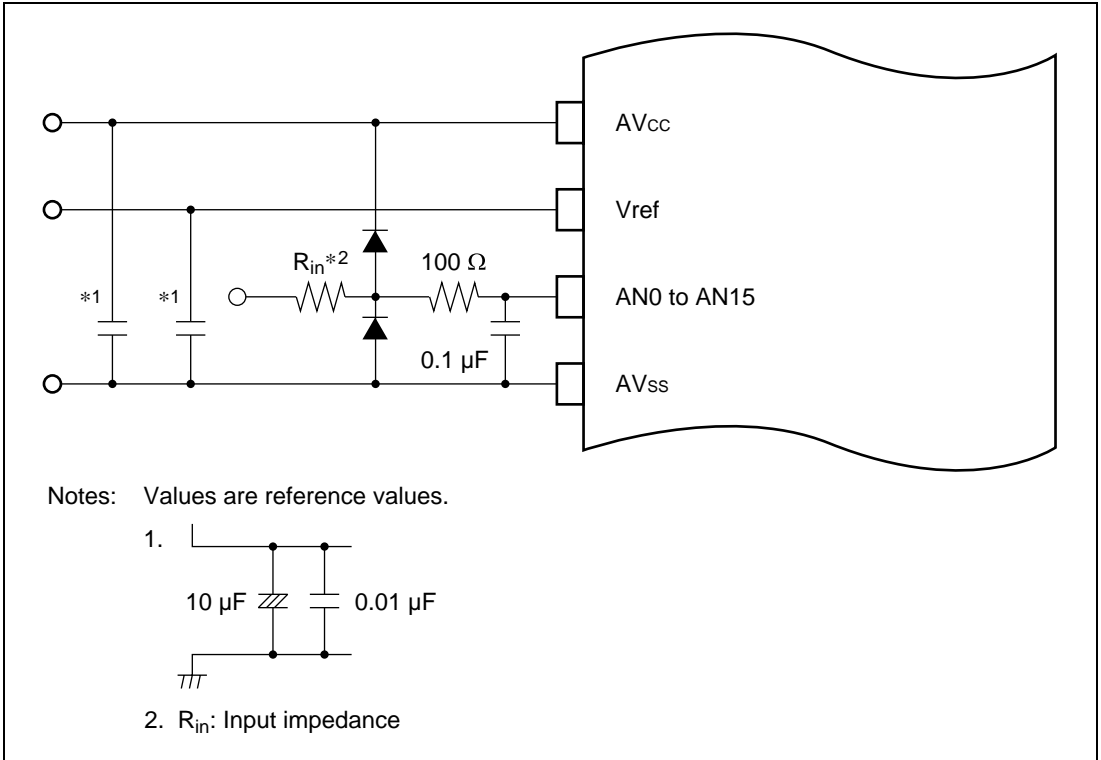 AVcc
Vref
Rin*2
100 Ω
*1
*1
AN0 to AN15
0.1 µF
AVss
Notes: Values are reference values.
1.
10 µF
0.01 µF
2. Rin: Input impedance